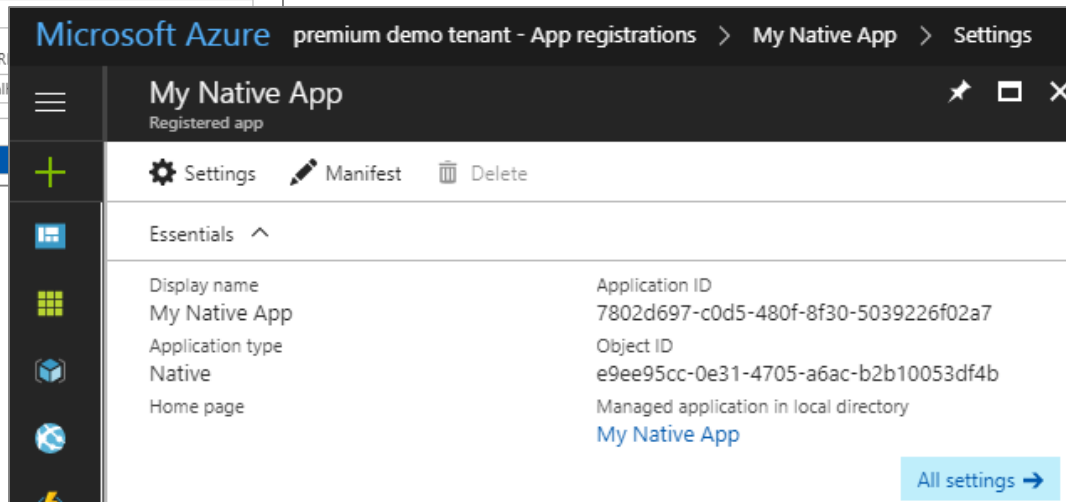 Microsoft Azure premium demo tenant - App registrations > My Native App > Settings
My Native App
Registered app
Settings Manifest Delete
Essentials
Display name
My Native App
Application type
Native
Home page
Application ID
7802d697-c0d5-480f-8f30-5039226f02a7
Object ID
e9ee95cc-0e31-4705-a6ac-b2b10053df4b
Managed application in local directory
My Native App
All settings →